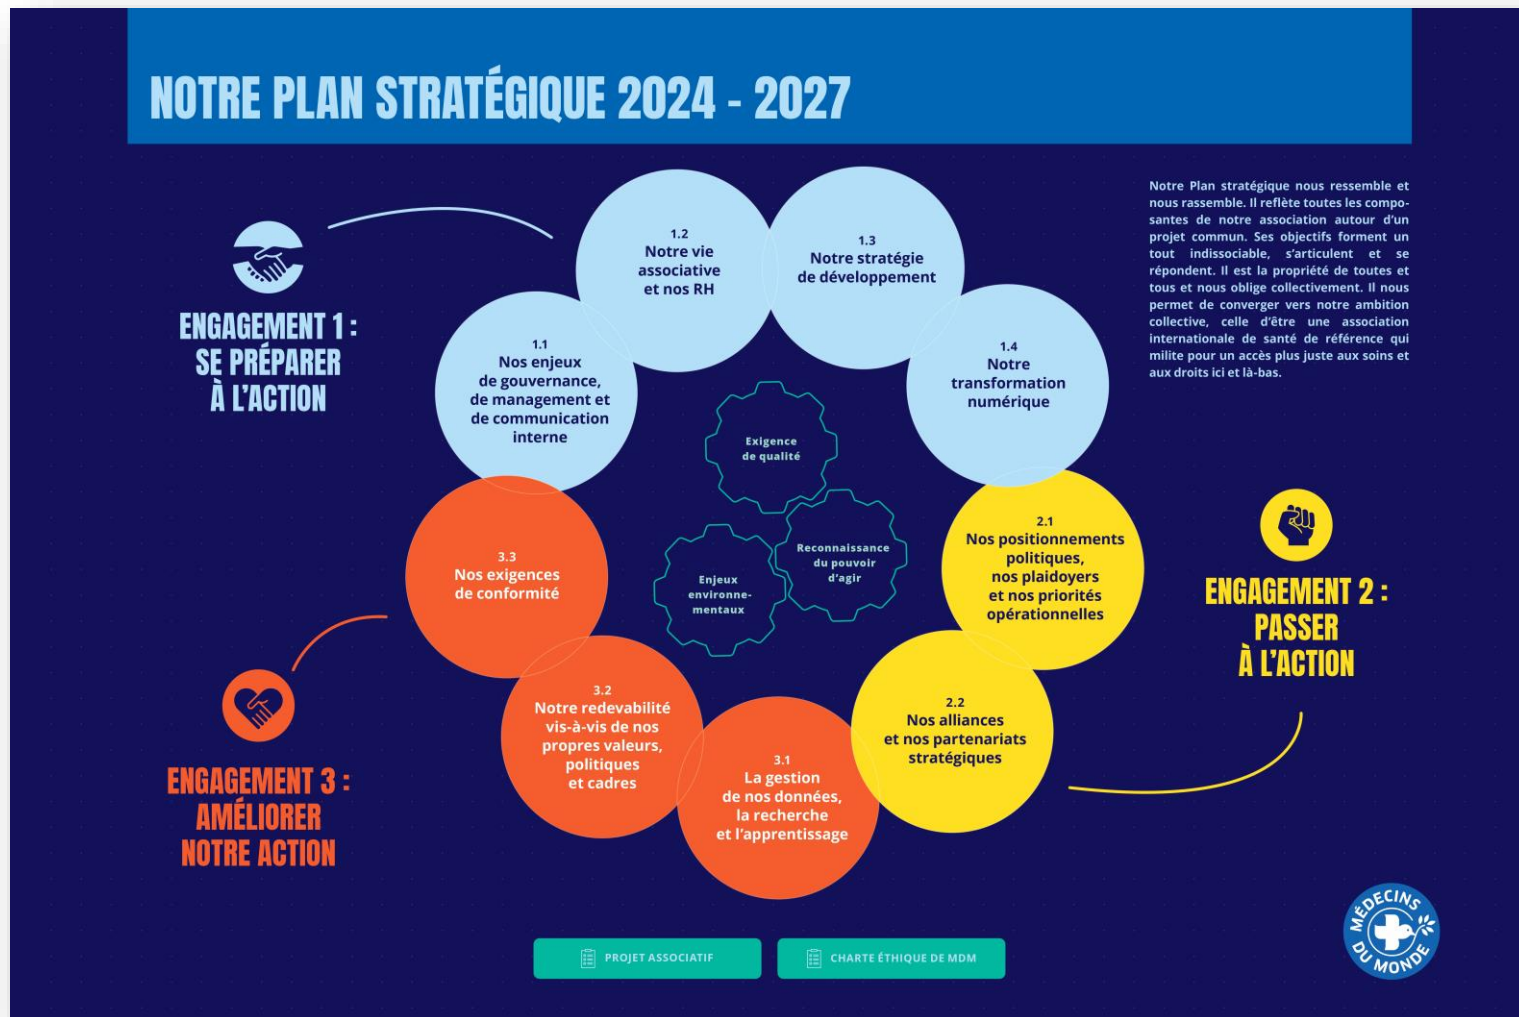 NOTRE PLAN STRATÉGIQUE 2024 - 2027
Notre Plan stratégique nous ressemble et
nous rassemble. Il reflète toutes les compo-
santes de notre association autour d’un
projet commun. Ses objectifs forment un
tout indissociable, s’articulent et se
répondent. Il est la propriété de toutes et
tous et nous oblige collectivement. Il nous
permet de converger vers notre ambition
collective, celle d’être une association
internationale de santé de référence qui
milite pour un accès plus juste aux soins et
aux droits ici et là-bas.
ENGAGEMENT 1 :
SE PRÉPARER
À L’ACTION
1.1
Nos enjeux
de gouvernance,
de management et
de communication
interne
1.2
Notre vie
associative
et nos RH
1.3
Notre stratégie
de développement
1.4
Notre
transformation
numérique
Exigence
de qualité
Reconnaissance
du pouvoir
d’agir
Enjeux
environne-
mentaux
ENGAGEMENT 2 :
PASSER
À L’ACTION
2.1
Nos positionnements
politiques,
nos plaidoyers
et nos priorités
opérationnelles
2.2
Nos alliances
et nos partenariats
stratégiques
ENGAGEMENT 3 :
AMÉLIORER
NOTRE ACTION
3.1
La gestion
de nos données,
la recherche
et l’apprentissage
3.2
Notre redevabilité
vis-à-vis de nos
propres valeurs,
politiques
et cadres
3.3
Nos exigences
de conformité
PROJET ASSOCIATIF
CHARTE ÉTHIQUE DE MDM
MÉDECINS
DU MONDE